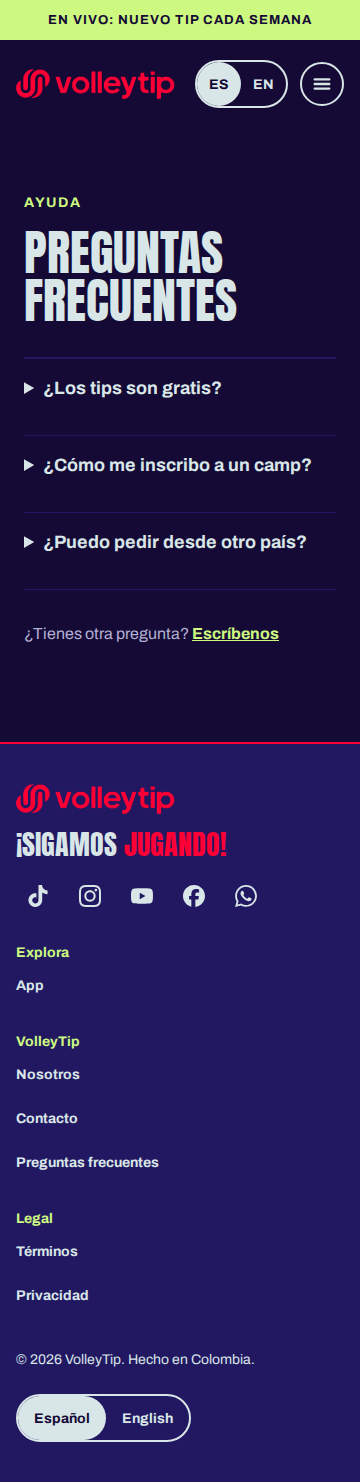 EN VIVO: NUEVO TIP CADA SEMANA
volleytip ES EN
AYUDA
PREGUNTAS
FRECUENTES
¿Los tips son gratis?
¿Cómo me inscribo a un camp?
¿Puedo pedir desde otro país?
¿Tienes otra pregunta? Escríbenos
volleytip
¡SIGAMOS JUGANDO!
Explora
App
VolleyTip
Nosotros
Contacto
Preguntas frecuentes
Legal
Términos
Privacidad
© 2026 VolleyTip. Hecho en Colombia.
Español English